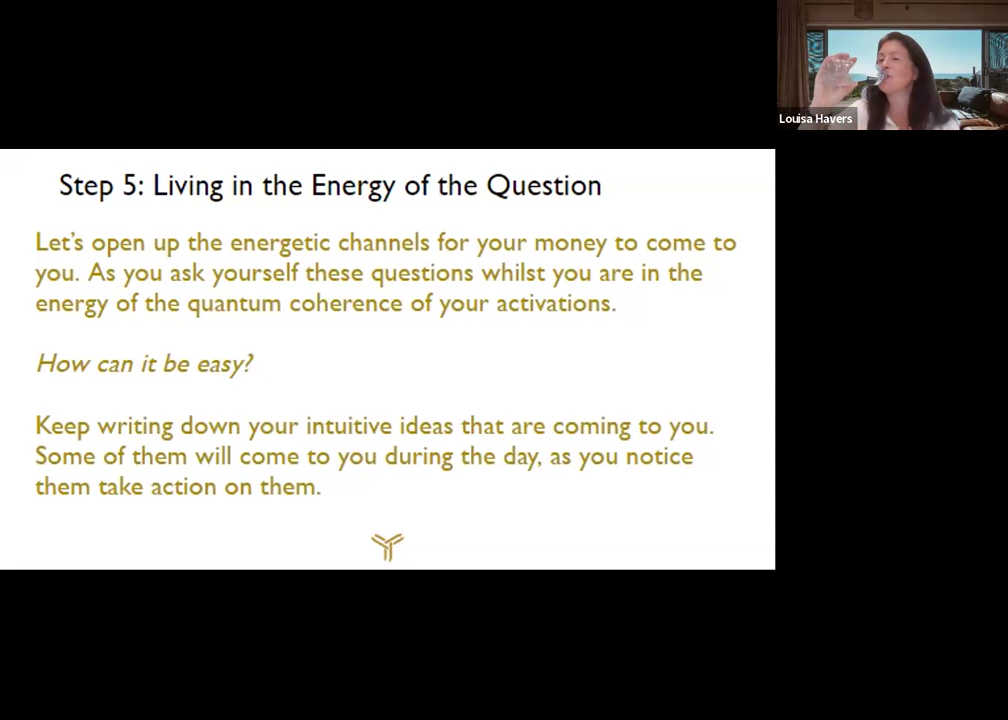 Louisa Havers
Step 5: Living in the Energy of the Question
Let's open up the energetic channels for your money to come to
you. As you ask yourself these questions whilst you are in the
energy of the quantum coherence of your activations.
How can it be easy?
Keep writing down your intuitive ideas that are coming to you.
Some of them will come to you during the day, as you notice
them take action on them.